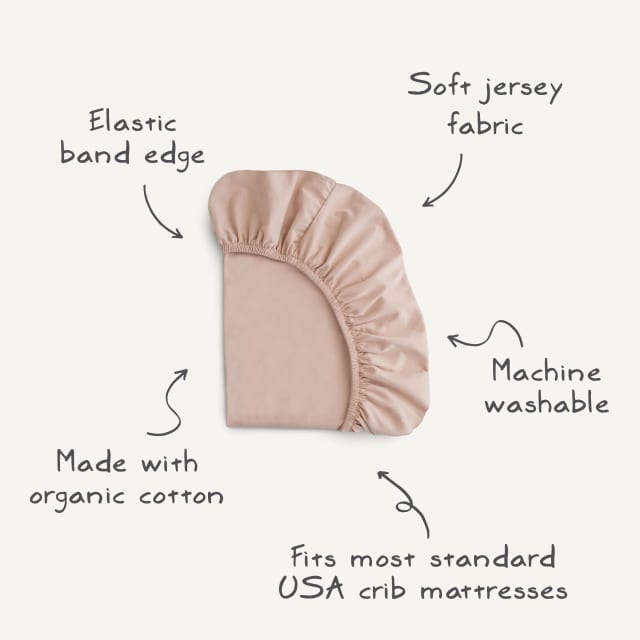 Soft jersey
fabric
Elastic
band edge
Machine
washable
Made with
organic cotton
Fits most standard
USA crib mattresses